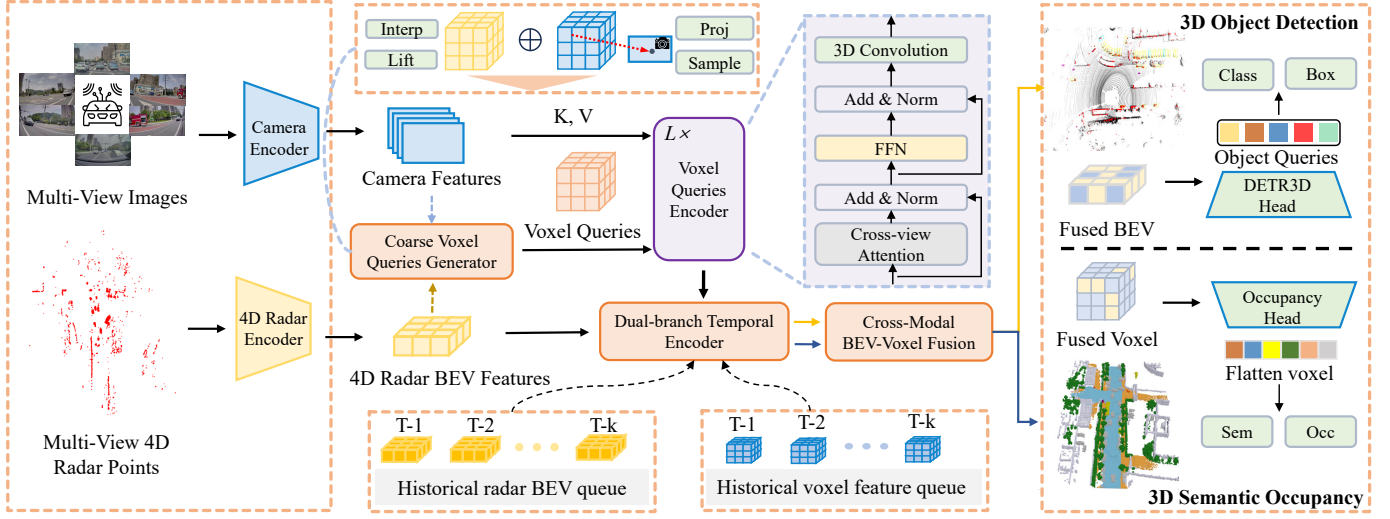 Multi-View Images
Multi-View 4D
Radar Points
Camera
Encoder
4D Radar
Encoder
Interp
Lift
Proj
Sample
Camera Features
K, V
Voxel Queries
Coarse Voxel
Queries Generator
4D Radar BEV Features
L×
Voxel
Queries
Encoder
3D Convolution
Add & Norm
FFN
Add & Norm
Cross-view
Attention
Dual-branch Temporal
Encoder
Cross-Modal
BEV-Voxel Fusion
T-1
T-2
T-k
Historical radar BEV queue
T-1
T-2
T-k
Historical voxel feature queue
3D Object Detection
Class
Box
Object Queries
DETR3D
Head
Fused BEV
Fused Voxel
Occupancy
Head
Flatten voxel
Sem
Occ
3D Semantic Occupancy